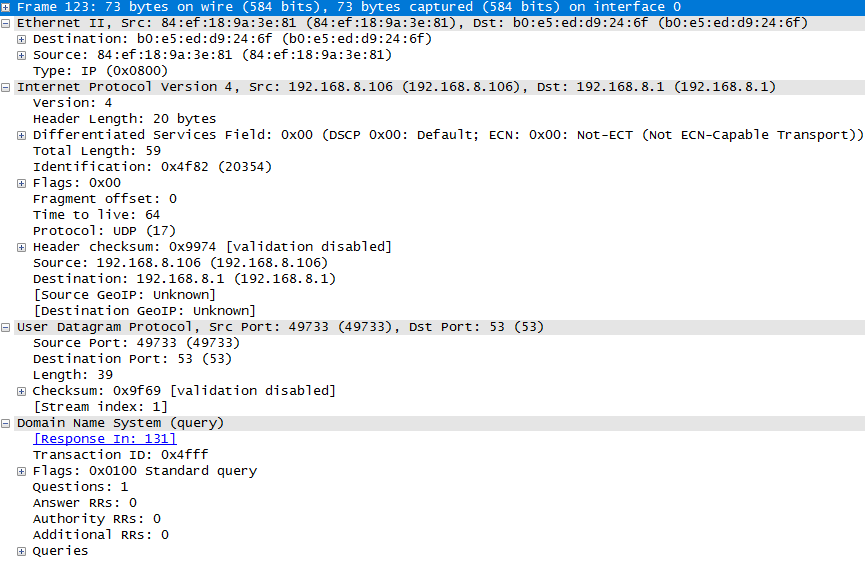 Frame 123: 73 bytes on wire (584 bits), 73 bytes captured (584 bits) on interface 0
Ethernet II, Src: 84:ef:18:9a:3e:81 (84:ef:18:9a:3e:81), Dst: b0:e5:ed:d9:24:6f (b0:e5:ed:d9:24:6f)
Destination: b0:e5:ed:d9:24:6f (b0:e5:ed:d9:24:6f)
Source: 84:ef:18:9a:3e:81 (84:ef:18:9a:3e:81)
Type: IP (0x0800)
Internet Protocol Version 4, Src: 192.168.8.106 (192.168.8.106), Dst: 192.168.8.1 (192.168.8.1)
Version: 4
Header Length: 20 bytes
Differentiated Services Field: 0x00 (DSCP 0x00: Default; ECN: 0x00: Not-ECT (Not ECN-Capable Transport))
Total Length: 59
Identification: 0x4f82 (20354)
Flags: 0x00
Fragment offset: 0
Time to live: 64
Protocol: UDP (17)
Header checksum: 0x9974 [validation disabled]
Source: 192.168.8.106 (192.168.8.106)
Destination: 192.168.8.1 (192.168.8.1)
[Source GeoIP: Unknown]
[Destination GeoIP: Unknown]
User Datagram Protocol, Src Port: 49733 (49733), Dst Port: 53 (53)
Source Port: 49733 (49733)
Destination Port: 53 (53)
Length: 39
Checksum: 0x9f69 [validation disabled]
[Stream index: 1]
Domain Name System (query)
[Response In: 131]
Transaction ID: 0x4fff
Flags: 0x0100 Standard query
Questions: 1
Answer RRs: 0
Authority RRs: 0
Additional RRs: 0
Queries